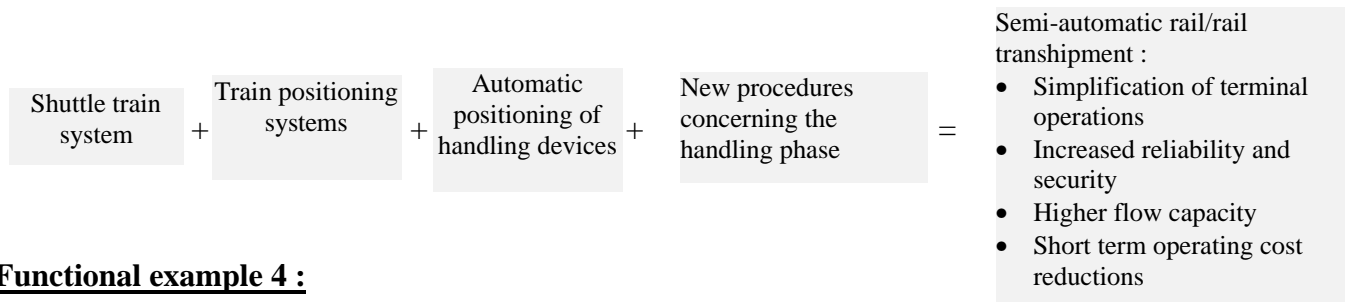 Shuttle train
system
+
Train positioning
systems
+
Automatic
positioning of
handling devices
+
New procedures
concerning the
handling phase
=
Semi-automatic rail/rail
transhipment :
• Simplification of terminal
operations
• Increased reliability and
security
• Higher flow capacity
• Short term operating cost
reductions
Functional example 4 :